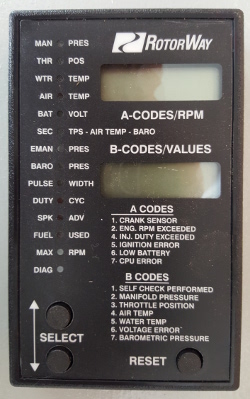 ROTORWAY
MAN PRES
THR POS
WTR TEMP
AIR TEMP
BAT VOLT
A-CODES/RPM
SEC TPS - AIR TEMP - BARO
EMAN PRES
B-CODES/VALUES
BARO PRES
PULSE WIDTH
DUTY CYC
SPK ADV
FUEL USED
MAX RPM
DIAG
A CODES
1. CRANK SENSOR
2. ENG. RPM EXCEEDED
4. INJ. DUTY EXCEEDED
5. IGNITION ERROR
6. LOW BATTERY
7. CPU ERROR
B CODES
1. SELF CHECK PERFORMED
2. MANIFOLD PRESSURE
3. THROTTLE POSITION
4. AIR TEMP
5. WATER TEMP
6. VOLTAGE ERROR
7. BAROMETRIC PRESSURE
SELECT
RESET